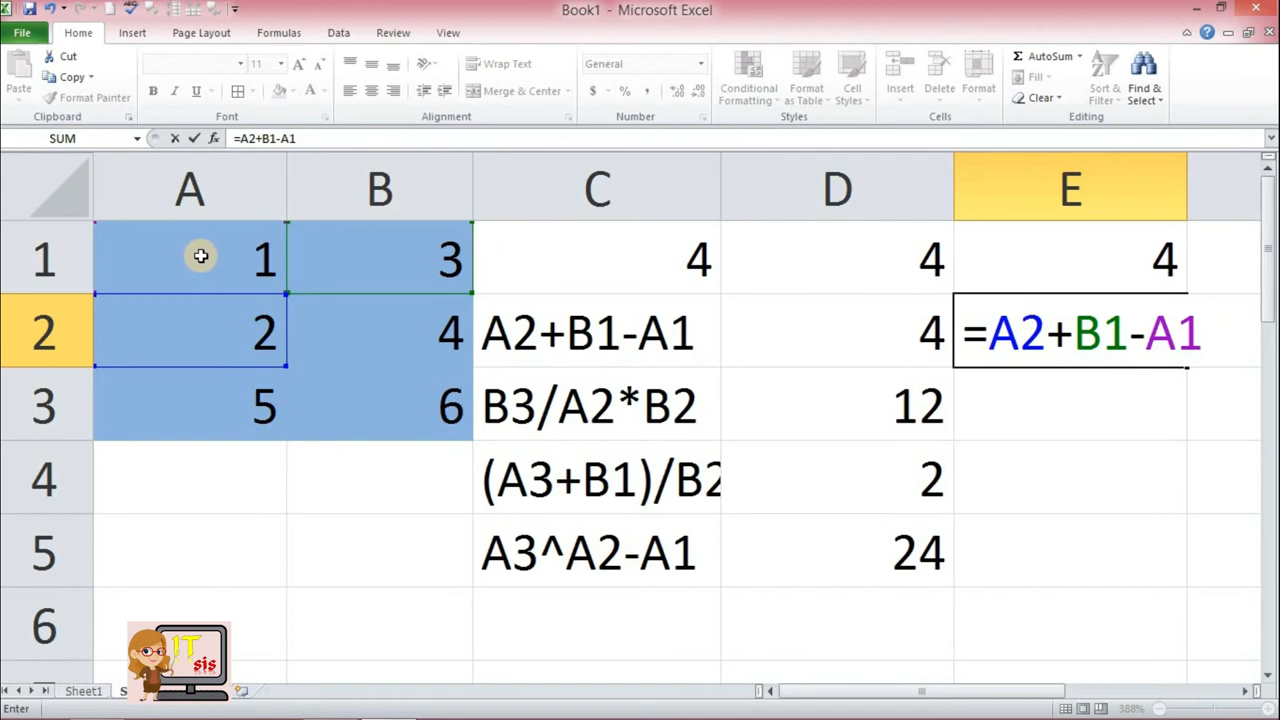 Book1 - Microsoft Excel
File Home Insert Page Layout Formulas Data Review View
Paste
Cut
Copy
Format Painter
Clipboard
11
B I U
Font
Wrap Text
Merge & Center
Alignment
General
$ % ,
Number
Conditional Formatting
Format as Table
Cell Styles
Styles
Insert
Delete
Format
Cells
AutoSum
Fill
Clear
Sort & Filter
Find & Select
Editing
SUM fx =A2+B1-A1
A B C D E
1 1 3 4 4 4
2 2 4 A2+B1-A1 4 =A2+B1-A1
3 5 6 B3/A2*B2 12
4 (A3+B1)/B2 2
5 A3^A2-A1 24
6
IT
sis
Sheet1
Enter 388%